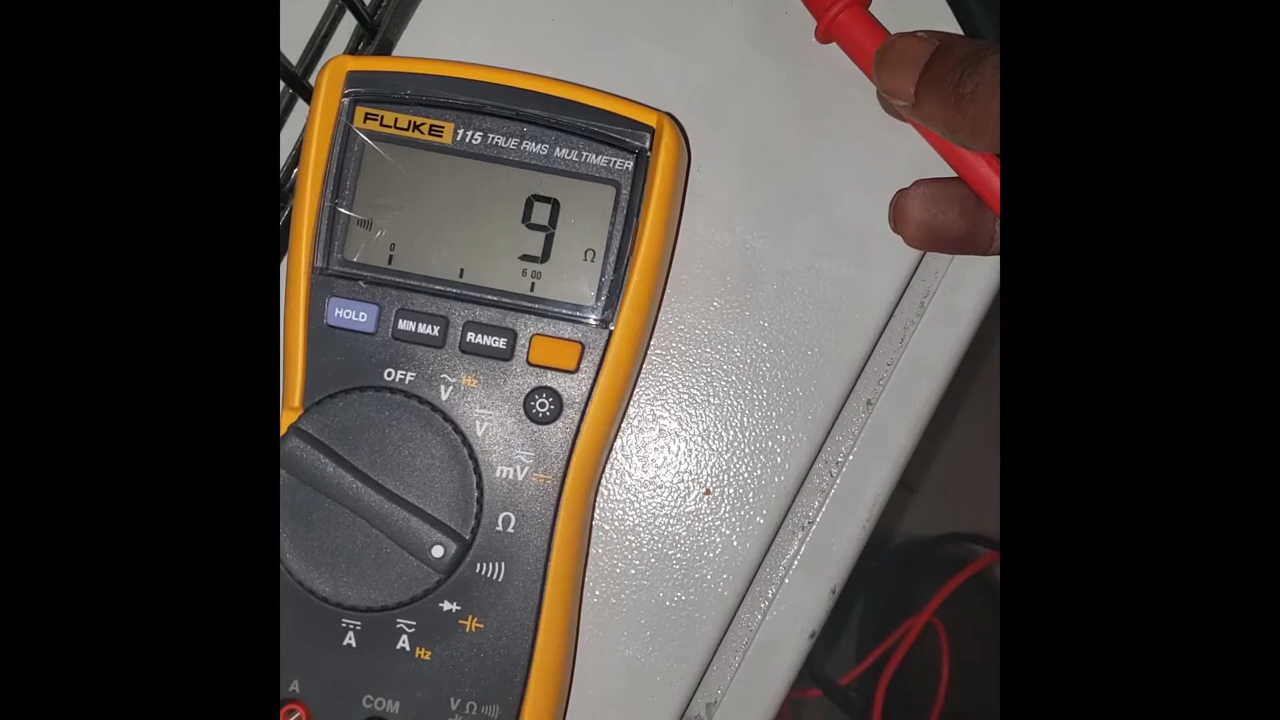 FLUKE 115 TRUE RMS MULTIMETER
9 Ω
0 600
HOLD MIN MAX RANGE
OFF
V Hz
V
mV
Ω
A
A Hz
A COM V Ω